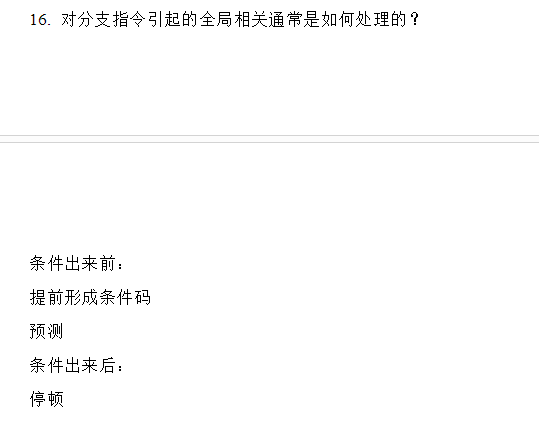 16. 对分支指令引起的全局相关通常是如何处理的？
条件出来前：
提前形成条件码
预测
条件出来后：
停顿